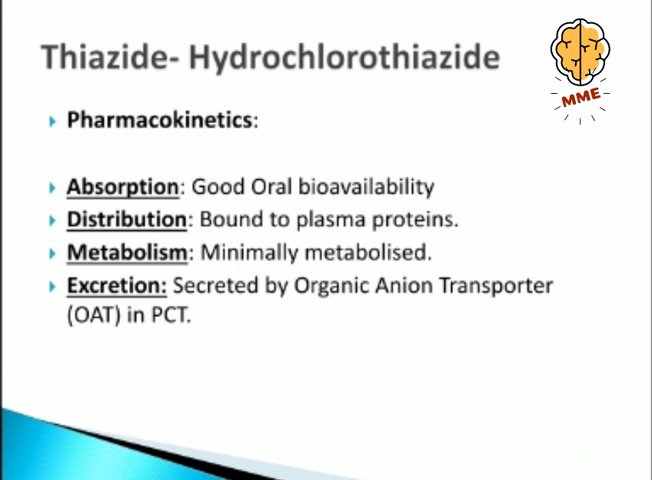 Thiazide- Hydrochlorothiazide
MME
Pharmacokinetics:
Absorption: Good Oral bioavailability
Distribution: Bound to plasma proteins.
Metabolism: Minimally metabolised.
Excretion: Secreted by Organic Anion Transporter
(OAT) in PCT.